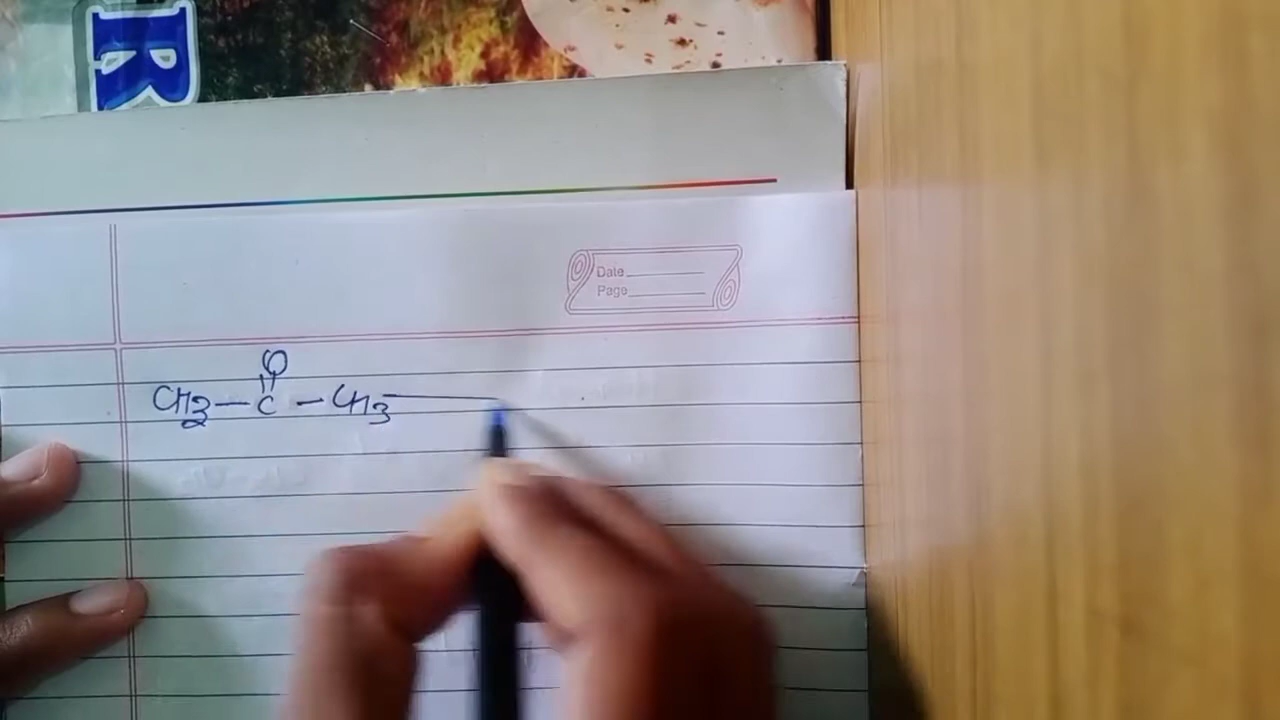 R
Date
Page
O
CH3—C—CH3